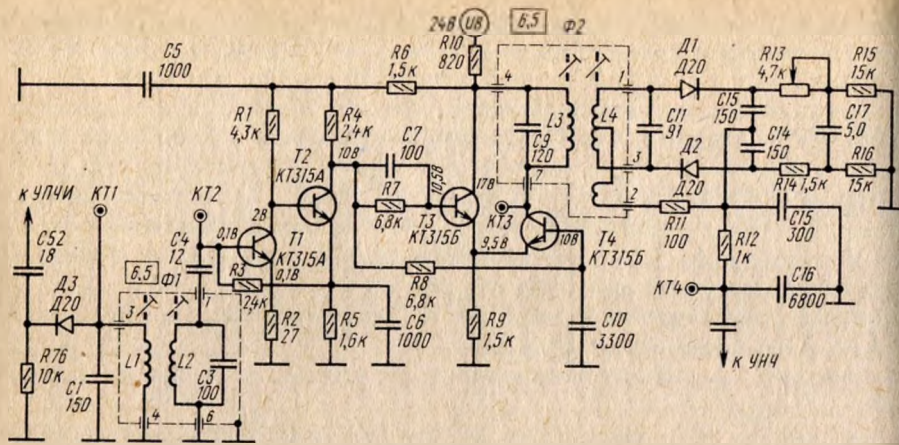 24В U8 6,5 Ф2
C5
1000
R6
1,5к
R10
820
4
1
Д1
Д20
R13
4,7к
R15
15к
R1
4,3к
R4
2,4к
C7
100
10В
T2
КТ315А
L3
L4
C9
120
C11
91
C15
150
C14
150
C17
5,0
3
Д2
Д20
R14 1,5к
R16
15к
7
2
R7
6,8к
10,5В
17В
T3
КТ315Б
КТ3
9,5В
10В
T4
КТ315Б
R11
100
C15
300
к УПЧИ
КТ1
КТ2
2В
0,1В
C4
12
T1
КТ315А
0,1В
R3
2,4к
R8
6,8к
R12
1к
C16
6800
КТ4
C52
18
Д3
Д20
6,5
Ф1
3
1
R2
27
R5
1,6к
C6
1000
R9
1,5к
C10
3300
R76
10к
C1
150
L1
L2
C3
100
4
6
к УНЧ